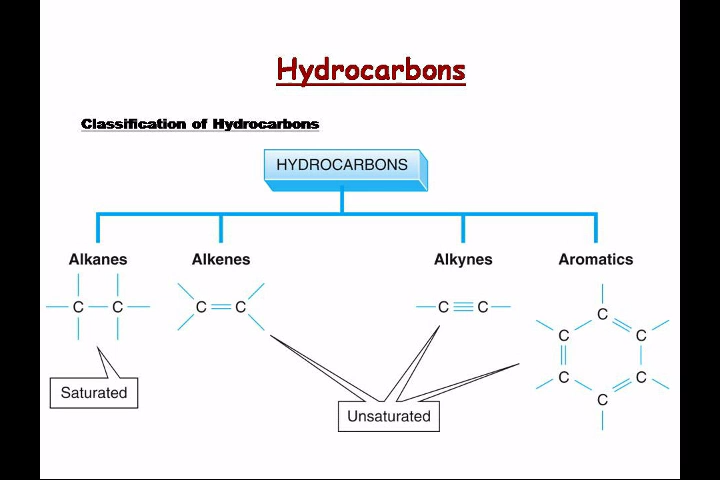 Hydrocarbons
Classification of Hydrocarbons
HYDROCARBONS
Alkanes Alkenes Alkynes Aromatics
C C C C C C C
C C
C C
C
Saturated
Unsaturated